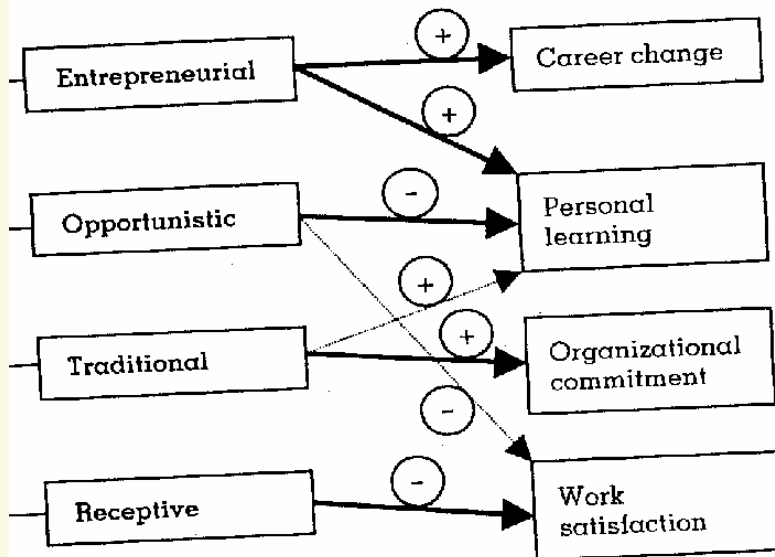 Entrepreneurial
+
Career change
+
Opportunistic
-
Personal
learning
+
Traditional
+
Organizational
commitment
-
Receptive
-
Work
satisfaction